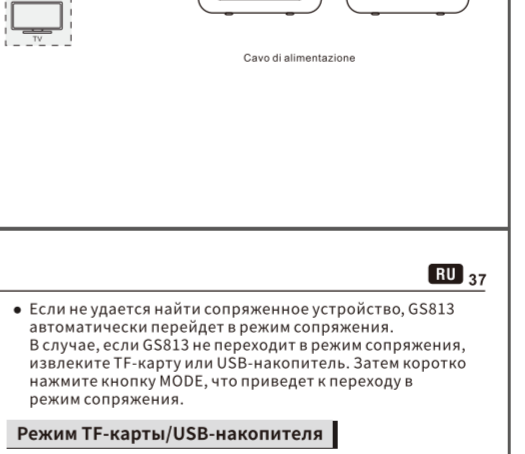 TV
Cavo di alimentazione
RU 37
● Если не удается найти сопряженное устройство, GS813
автоматически перейдет в режим сопряжения.
В случае, если GS813 не переходит в режим сопряжения,
извлеките TF-карту или USB-накопитель. Затем коротко
нажмите кнопку MODE, что приведет к переходу в
режим сопряжения.
Режим TF-карты/USB-накопителя